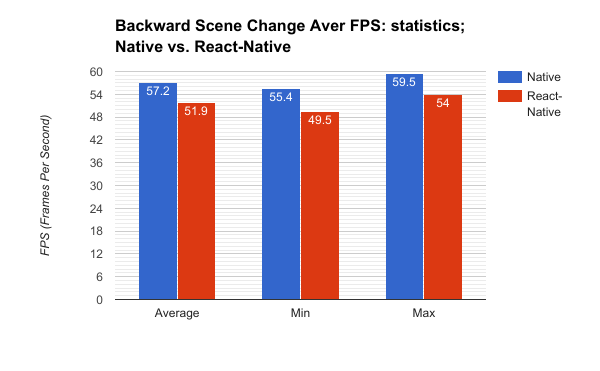 Backward Scene Change Aver FPS: statistics;
Native vs. React-Native
FPS (Frames Per Second)
60
54
48
42
36
30
24
18
12
6
0
57.2
51.9
55.4
49.5
59.5
54
Average
Min
Max
Native
React-
Native